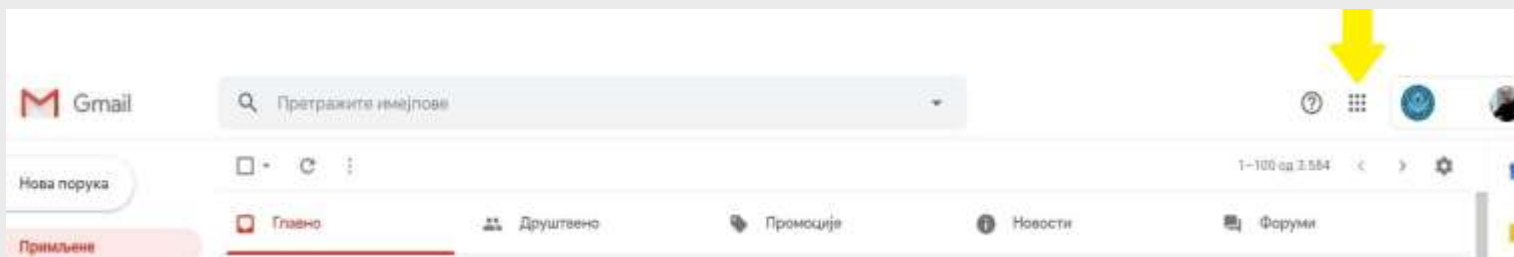 Gmail
Претражите имејлове
Нова порука
1–100 од 3.584
Главно
Друштвено
Промоције
Новости
Форуми
Примљене